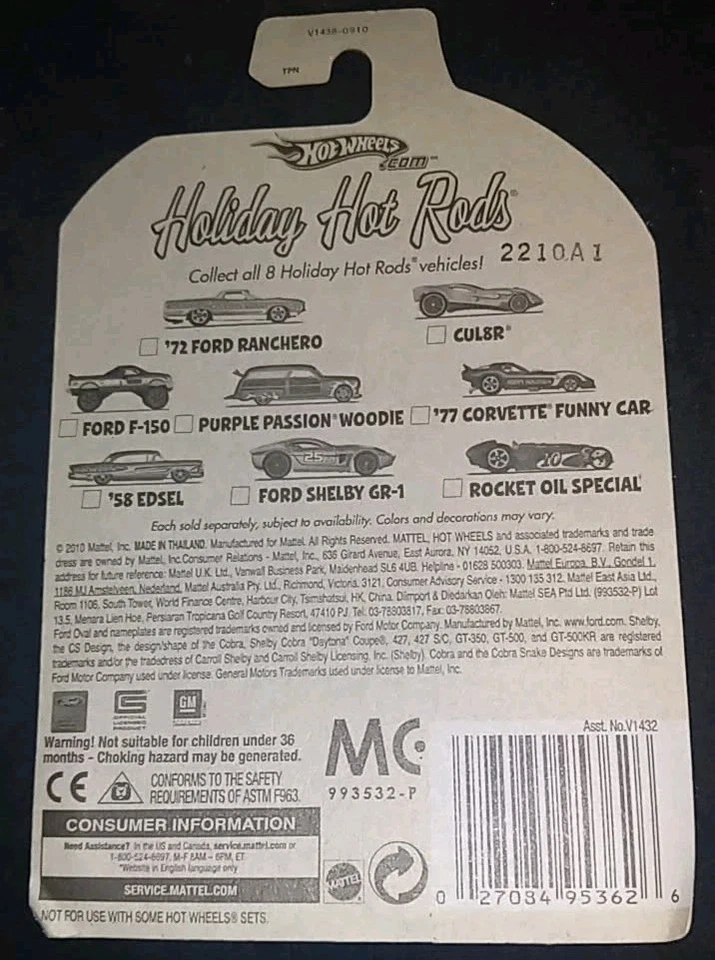 V1438-0910
TPN
HOT WHEELS
.com™
Holiday Hot Rods®
Collect all 8 Holiday Hot Rods® vehicles!
2210A1
'72 FORD RANCHERO
CUL8R®
FORD F-150
PURPLE PASSION® WOODIE
'77 CORVETTE® FUNNY CAR
25
10
'58 EDSEL
FORD SHELBY GR-1
ROCKET OIL SPECIAL
Each sold separately, subject to availability. Colors and decorations may vary.
© 2010 Mattel, Inc. MADE IN THAILAND. Manufactured for Mattel. All Rights Reserved. MATTEL, HOT WHEELS and associated trademarks and trade
dress are owned by Mattel, Inc. Consumer Relations - Mattel, Inc., 636 Girard Avenue, East Aurora, NY 14052, U.S.A. 1-800-524-8697. Retain this
address for future reference: Mattel U.K. Ltd., Vanwall Business Park, Maidenhead SL6 4UB. Helpline - 01628 500303. Mattel Europa, B.V., Gondel 1,
1186 MJ Amstelveen, Nederland. Mattel Australia Pty. Ltd., Richmond, Victoria. 3121. Consumer Advisory Service - 1300 135 312. Mattel East Asia Ltd.,
Room 1106, South Tower, World Finance Centre, Harbour City, Tsimshatsui, HK, China. Diimport & Diedarkan Oleh: Mattel SEA Ptd Ltd. (993532-P) Lot
13.5, Menara Lien Hoe, Persiaran Tropicana Golf Country Resort, 47410 PJ. Tel: 03-78803817, Fax: 03-78803867.
Ford Oval and nameplates are registered trademarks owned and licensed by Ford Motor Company. Manufactured by Mattel, Inc. www.ford.com. Shelby,
the CS Design, the design/shape of the Cobra, Shelby Cobra "Daytona" Coupe®, 427, 427 S/C, GT-350, GT-500, and GT-500KR are registered
trademarks and/or the tradedress of Carroll Shelby and Carroll Shelby Licensing, Inc. (Shelby). Cobra and the Cobra Snake Designs are trademarks of
Ford Motor Company used under license. General Motors Trademarks used under license to Mattel, Inc.
OFFICIAL
LICENSED
PRODUCT
GM
Warning! Not suitable for children under 36
months - Choking hazard may be generated.
CE
CONFORMS TO THE SAFETY
REQUIREMENTS OF ASTM F963.
MC
993532-P
Asst. No.V1432
CONSUMER INFORMATION
Need Assistance? In the US and Canada, service.mattel.com or
1-800-524-8697, M-F 8AM - 6PM, ET
*Website in English language only
SERVICE.MATTEL.COM
MATTEL
0 27084 95362 6
NOT FOR USE WITH SOME HOT WHEELS® SETS.